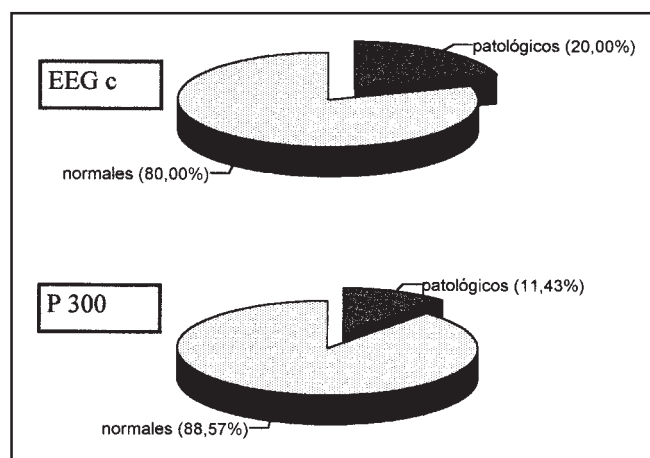 patológicos (20,00%)
EEG c
normales (80,00%)
P 300
patológicos (11,43%)
normales (88,57%)